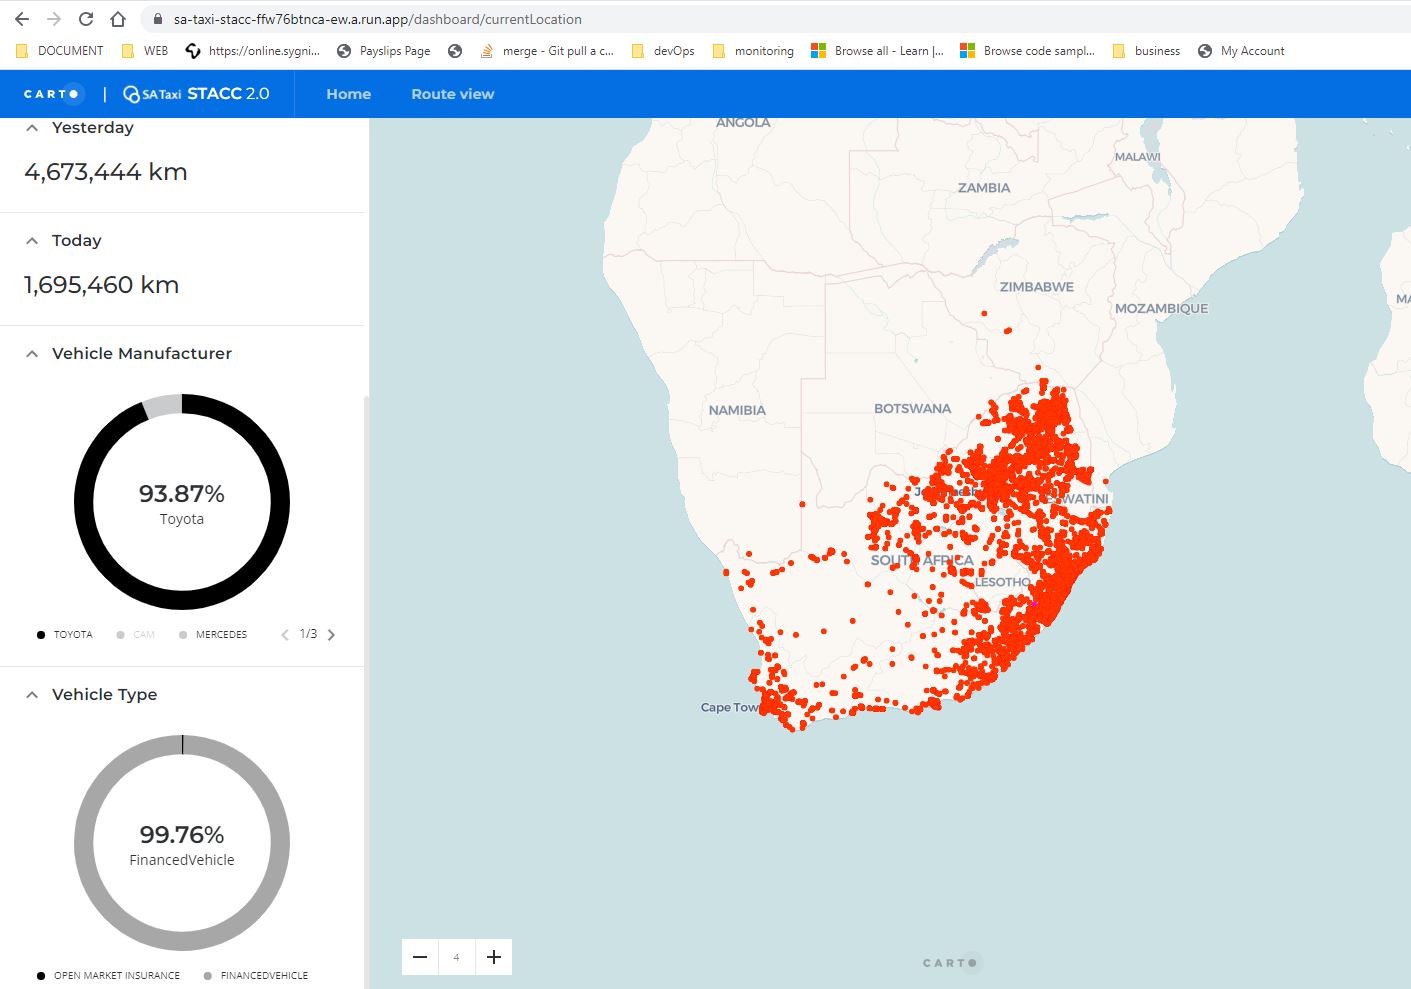 sa-taxi-stacc-ffw76btnca-ew.a.run.app/dashboard/currentLocation
DOCUMENT
WEB
https://online.sygni...
Payslips Page
merge - Git pull a c...
devOps
monitoring
Browse all - Learn |...
Browse code sampl...
business
My Account
CARTO
|
SA Taxi STACC 2.0
Home
Route view
Yesterday
4,673,444 km
Today
1,695,460 km
Vehicle Manufacturer
93.87%
Toyota
TOYOTA
CAM
MERCEDES
1/3
Vehicle Type
99.76%
FinancedVehicle
OPEN MARKET INSURANCE
FINANCEDVEHICLE
ANGOLA
MALAWI
ZAMBIA
ZIMBABWE
MOZAMBIQUE
MA
NAMIBIA
BOTSWANA
SOUTH AFRICA
LESOTHO
Cape Tow
4
CARTO